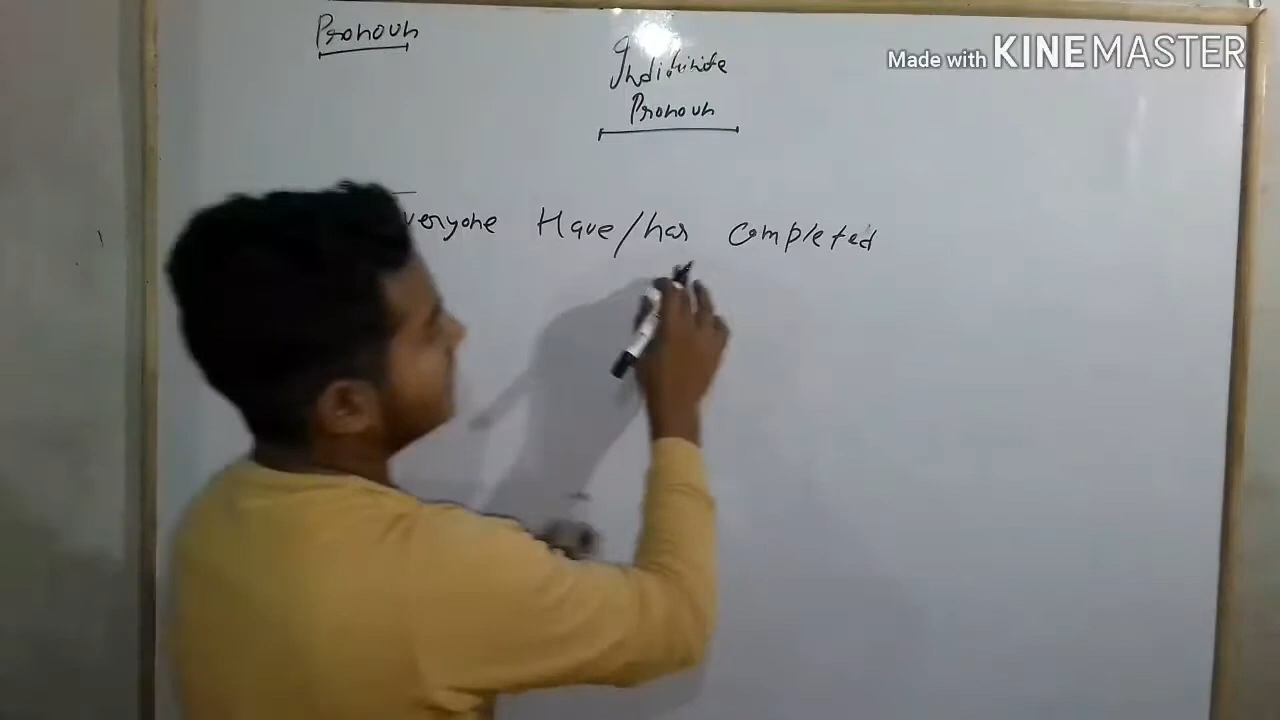 Pronoun
Made with KINEMASTER
Indifinite
Pronoun
veryone Have/has completed